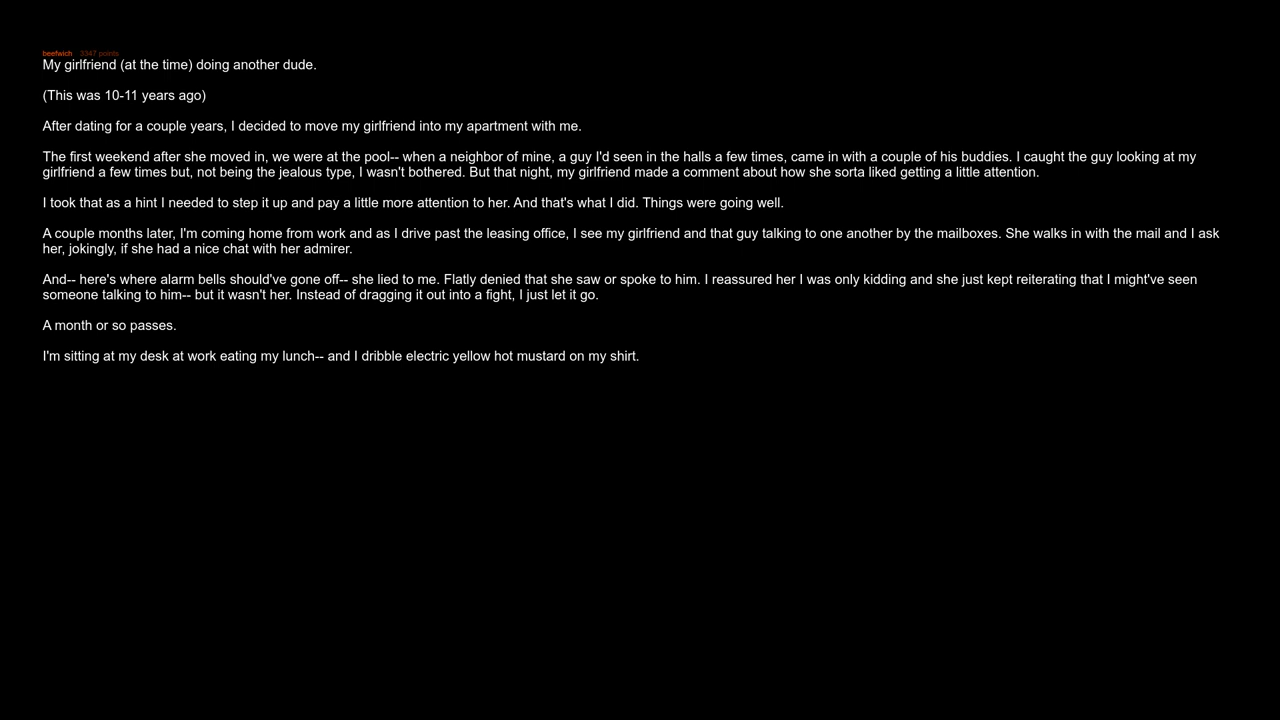 beefwich 3347 points
My girlfriend (at the time) doing another dude.
(This was 10-11 years ago)
After dating for a couple years, I decided to move my girlfriend into my apartment with me.
The first weekend after she moved in, we were at the pool-- when a neighbor of mine, a guy I'd seen in the halls a few times, came in with a couple of his buddies. I caught the guy looking at my
girlfriend a few times but, not being the jealous type, I wasn't bothered. But that night, my girlfriend made a comment about how she sorta liked getting a little attention.
I took that as a hint I needed to step it up and pay a little more attention to her. And that's what I did. Things were going well.
A couple months later, I'm coming home from work and as I drive past the leasing office, I see my girlfriend and that guy talking to one another by the mailboxes. She walks in with the mail and I ask
her, jokingly, if she had a nice chat with her admirer.
And-- here's where alarm bells should've gone off-- she lied to me. Flatly denied that she saw or spoke to him. I reassured her I was only kidding and she just kept reiterating that I might've seen
someone talking to him-- but it wasn't her. Instead of dragging it out into a fight, I just let it go.
A month or so passes.
I'm sitting at my desk at work eating my lunch-- and I dribble electric yellow hot mustard on my shirt.